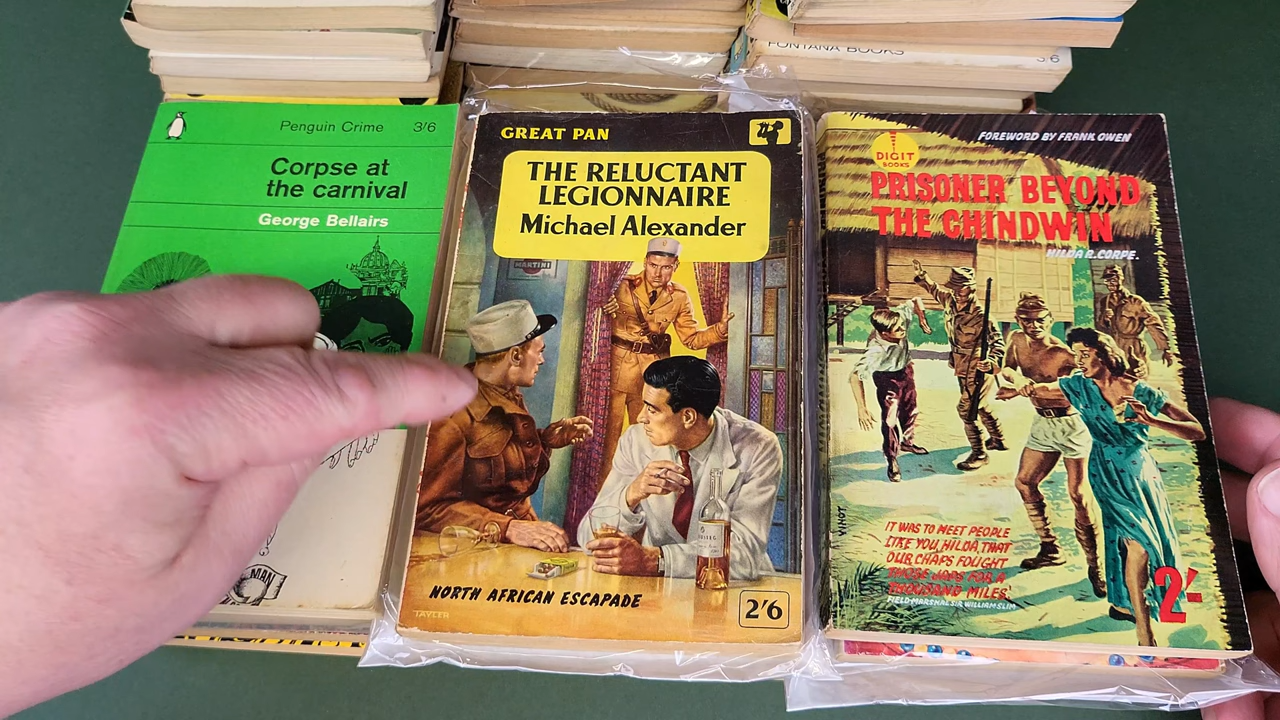 FONTANA BOOKS
3/6
Penguin Crime 3/6
Corpse at
the carnival
George Bellairs
MAN
GREAT PAN
THE RELUCTANT
LEGIONNAIRE
Michael Alexander
MARTINI
NORTH AFRICAN ESCAPADE
TAYLER
2'6
FOREWORD BY FRANK OWEN
DIGIT
BOOKS
PRISONER BEYOND
THE CHINDWIN
HILDA B. CORPE.
VINOT
IT WAS TO MEET PEOPLE
LIKE YOU, HILDA, THAT
OUR CHAPS FOUGHT
THOSE JAPS FOR A
THOUSAND MILES'
FIELD-MARSHAL SIR WILLIAM SLIM
2/-